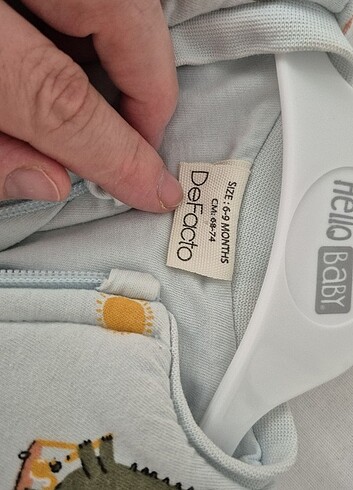 DeFacto
SIZE : 6-9 MONTHS
CM: 68-74
hello
BABY